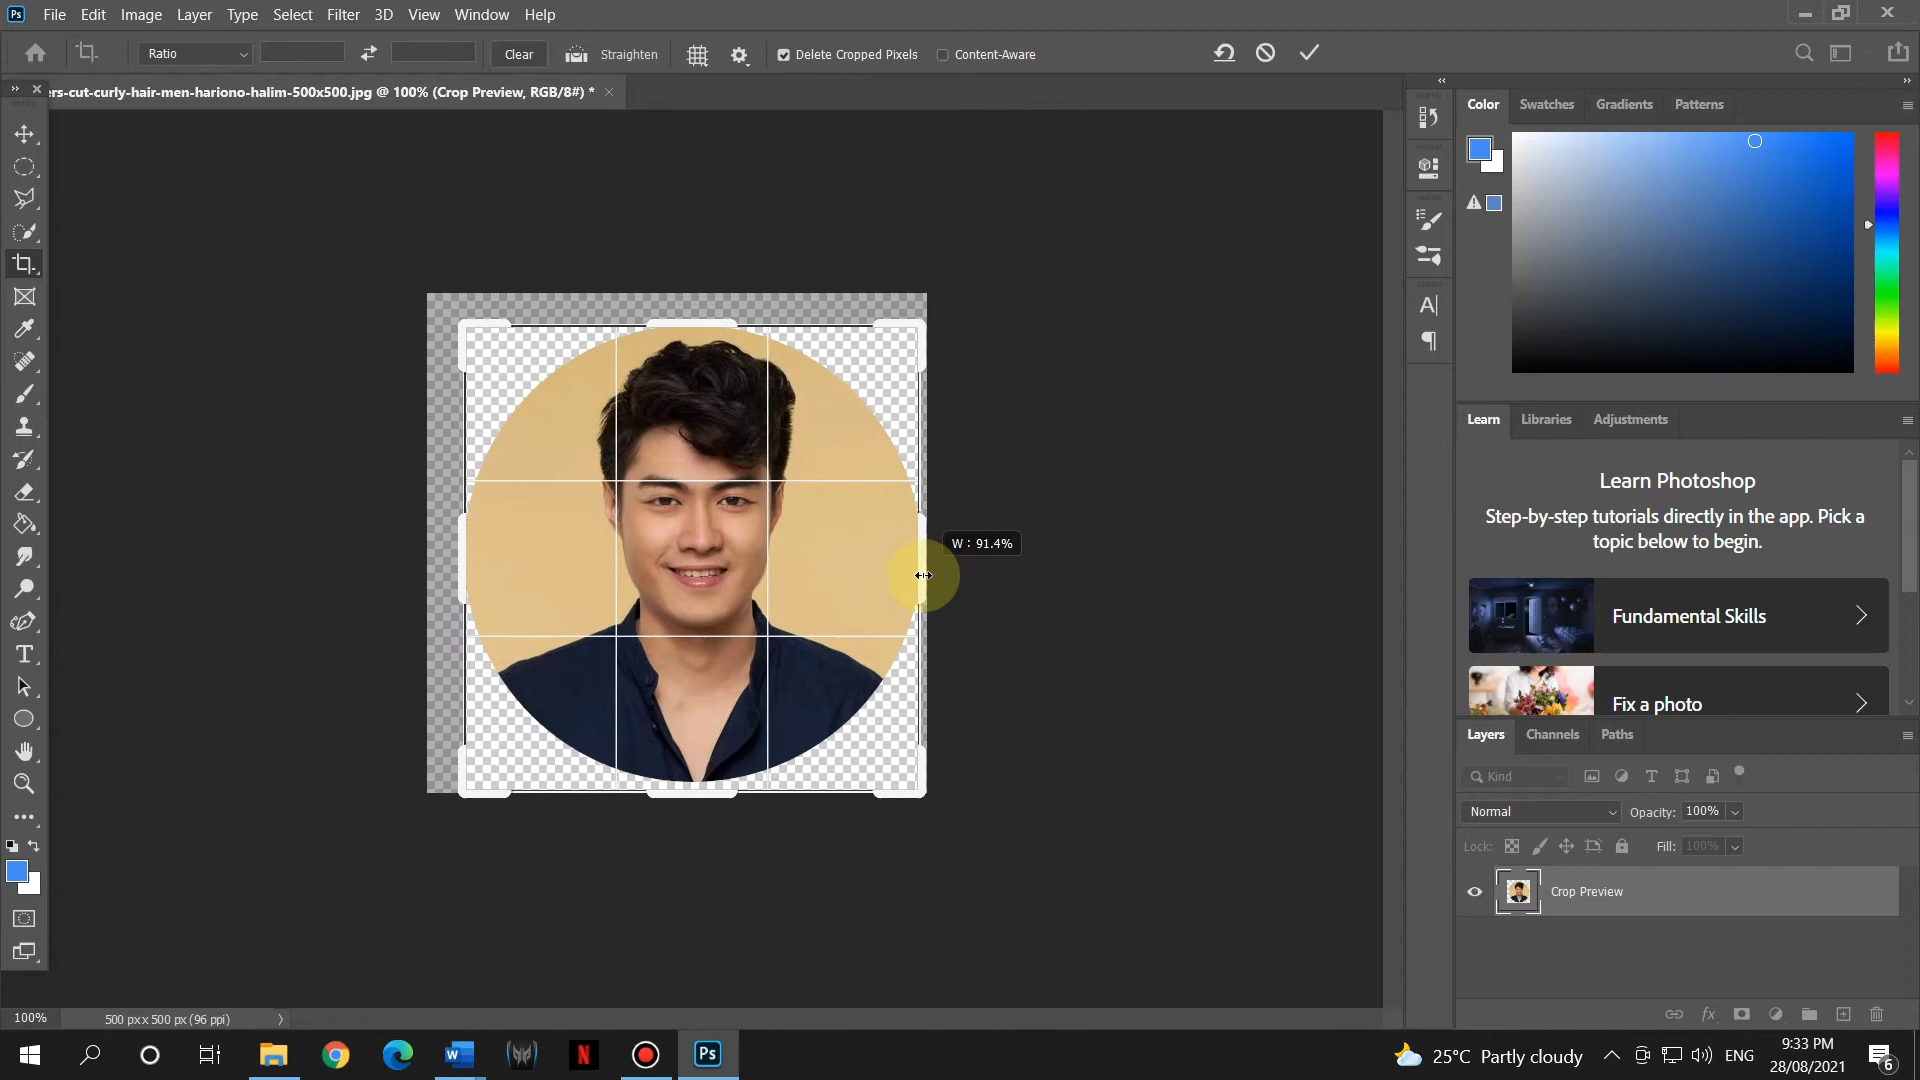 Ps File Edit Image Layer Type Select Filter 3D View Window Help
Ratio Clear Straighten Delete Cropped Pixels Content-Aware
ers-cut-curly-hair-men-hariono-halim-500x500.jpg @ 100% (Crop Preview, RGB/8#) *
Color Swatches Gradients Patterns
W : 91.4%
Learn Libraries Adjustments
Learn Photoshop
Step-by-step tutorials directly in the app. Pick a
topic below to begin.
Fundamental Skills
Fix a photo
Layers Channels Paths
Kind
Normal Opacity: 100%
Lock: Fill: 100%
Crop Preview
100% 500 px x 500 px (96 ppi)
25°C Partly cloudy ENG
9:33 PM
28/08/2021
6